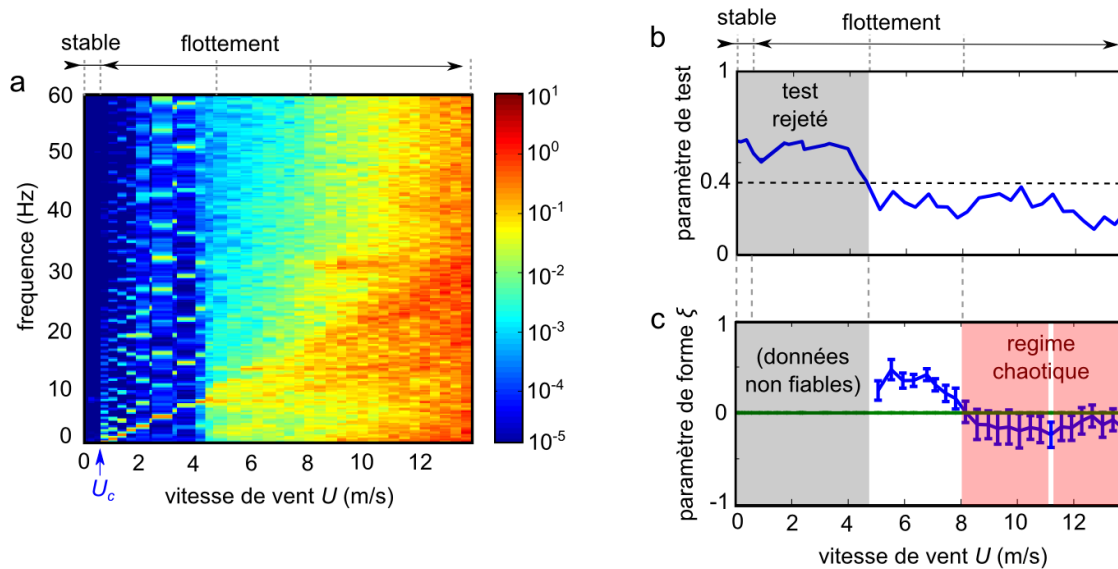 stable
flottement
a
frequence (Hz)
60
50
40
30
20
10
0
0 2 4 6 8 10 12
U_c
vitesse de vent U (m/s)
10^1
10^0
10^-1
10^-2
10^-3
10^-4
10^-5
b
stable
flottement
paramètre de test
1
0.4
0
test
rejeté
c
paramètre de forme ξ
1
0
-1
(données
non fiables)
regime
chaotique
0 2 4 6 8 10 12
vitesse de vent U (m/s)